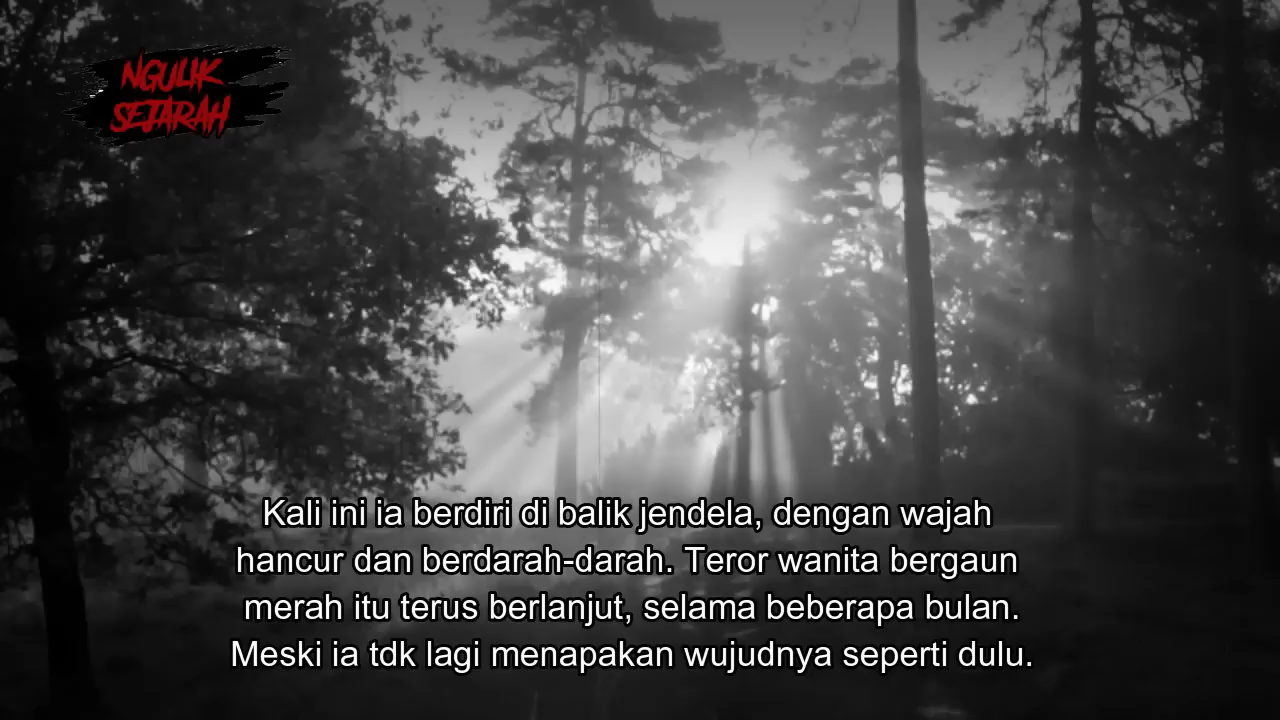 NGULIK
SEJARAH
Kali ini ia berdiri di balik jendela, dengan wajah
hancur dan berdarah-darah. Teror wanita bergaun
merah itu terus berlanjut, selama beberapa bulan.
Meski ia tdk lagi menapakan wujudnya seperti dulu.